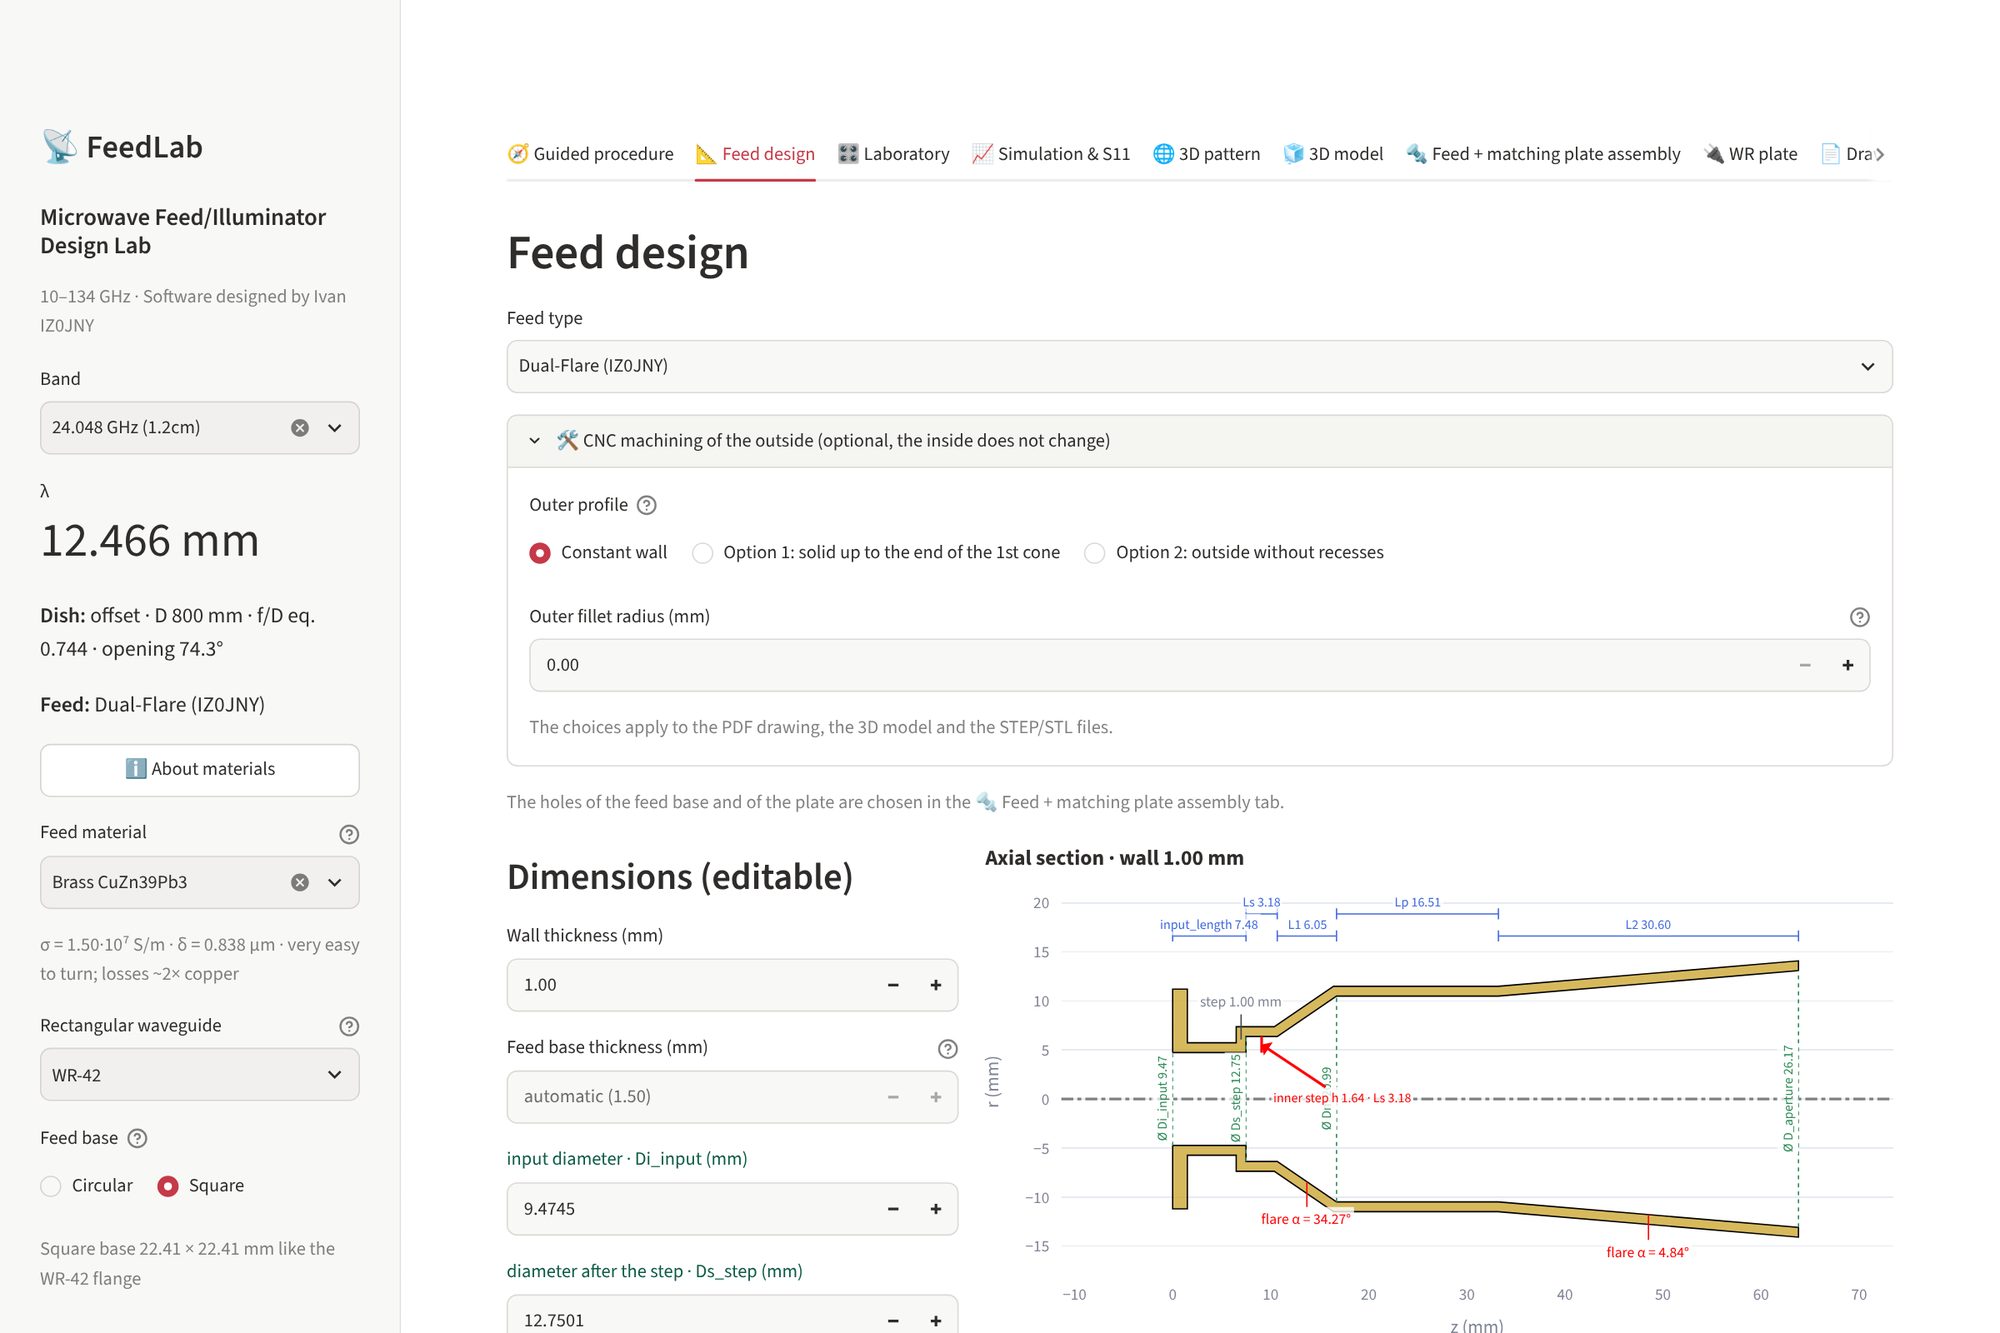 📡 FeedLab
Microwave Feed/Illuminator
Design Lab
10–134 GHz · Software designed by Ivan
IZ0JNY
Band
24.048 GHz (1.2cm)
λ
12.466 mm
Dish: offset · D 800 mm · f/D eq.
0.744 · opening 74.3°
Feed: Dual-Flare (IZ0JNY)
ℹ️ About materials
Feed material
Brass CuZn39Pb3
σ = 1.50·10⁷ S/m · δ = 0.838 µm · very easy
to turn; losses ~2× copper
Rectangular waveguide
WR-42
Feed base
Circular
Square
Square base 22.41 × 22.41 mm like the
WR-42 flange
🧭 Guided procedure
📐 Feed design
🎛️ Laboratory
📈 Simulation & S11
🌐 3D pattern
🧊 3D model
🔩 Feed + matching plate assembly
🔌 WR plate
📄 Dra
Feed design
Feed type
Dual-Flare (IZ0JNY)
🛠️ CNC machining of the outside (optional, the inside does not change)
Outer profile
Constant wall
Option 1: solid up to the end of the 1st cone
Option 2: outside without recesses
Outer fillet radius (mm)
0.00
The choices apply to the PDF drawing, the 3D model and the STEP/STL files.
The holes of the feed base and of the plate are chosen in the 🔩 Feed + matching plate assembly tab.
Dimensions (editable)
Wall thickness (mm)
1.00
Feed base thickness (mm)
automatic (1.50)
input diameter · Di_input (mm)
9.4745
diameter after the step · Ds_step (mm)
12.7501
Axial section · wall 1.00 mm
Ls 3.18
Lp 16.51
input_length 7.48
L1 6.05
L2 30.60
step 1.00 mm
Ø Di_input 9.47
Ø Ds_step 12.75
.99
Ø D_aperture 26.17
inner step h 1.64 · Ls 3.18
flare α = 34.27°
flare α = 4.84°
20
15
10
5
0
−5
−10
−15
r (mm)
−10
0
10
20
30
40
50
60
70
z (mm)